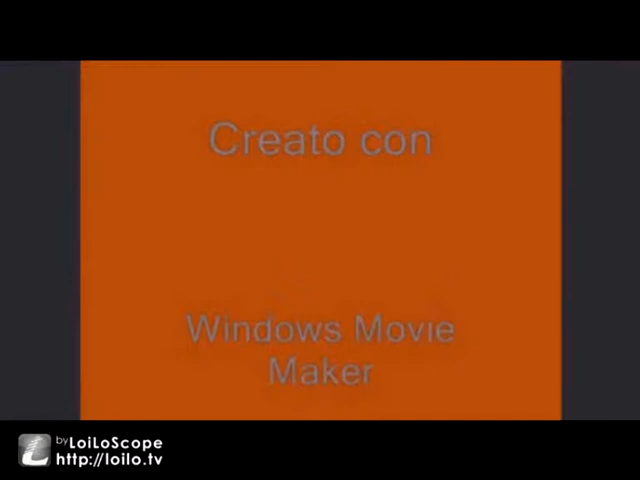 Creato con
Windows Movie
Maker
by LoiLoScope
http://loilo.tv